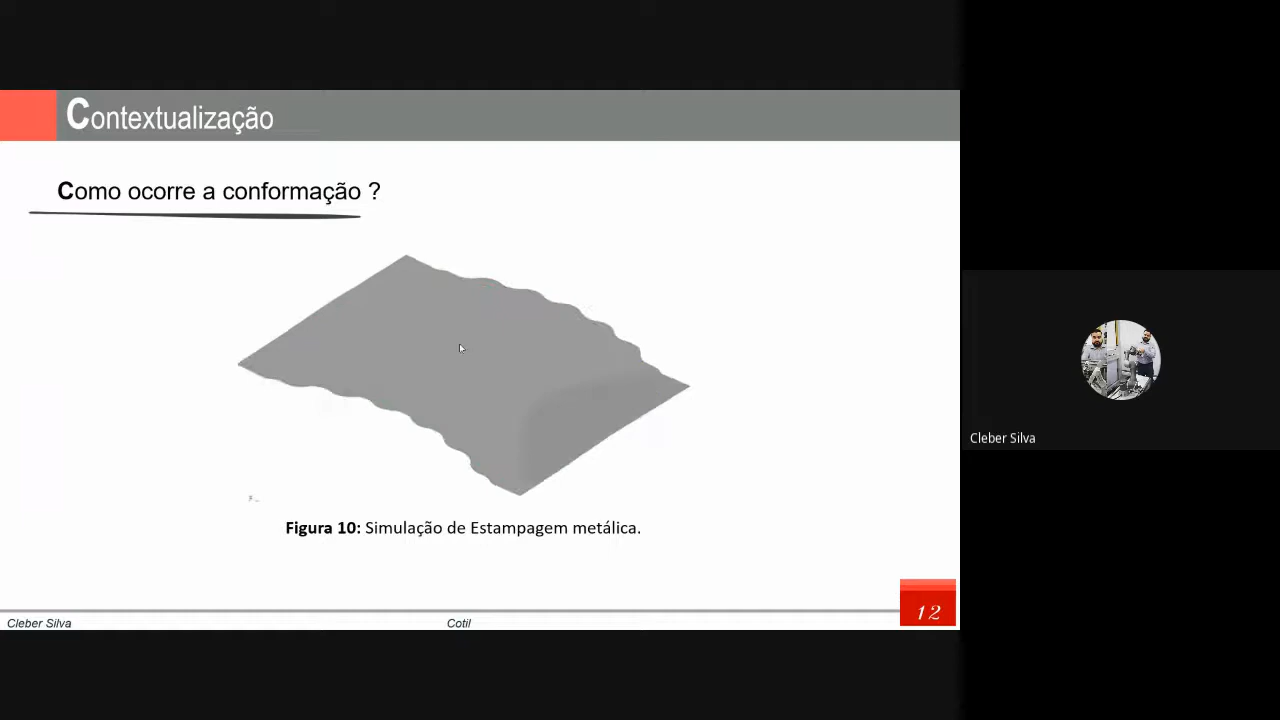 Contextualização
Como ocorre a conformação ?
Figura 10: Simulação de Estampagem metálica.
Cleber Silva
Cotil
12
Cleber Silva